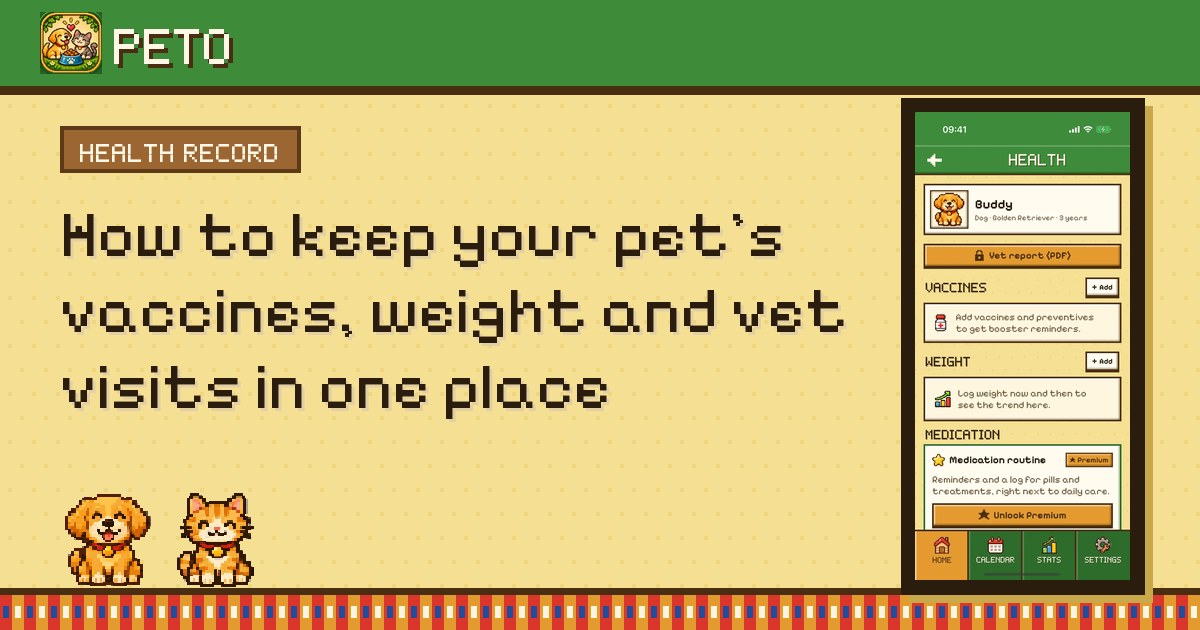 PETO
HEALTH RECORD
How to keep your pet's
vaccines, weight and vet
visits in one place
09:41
HEALTH
Buddy
Dog · Golden Retriever · 3 years
Vet report (PDF)
VACCINES
+ Add
Add vaccines and preventives
to get booster reminders.
WEIGHT
+ Add
Log weight now and then to
see the trend here.
MEDICATION
Medication routine
★ Premium
Reminders and a log for pills and
treatments, right next to daily care.
★ Unlock Premium
HOME
CALENDAR
STATS
SETTINGS